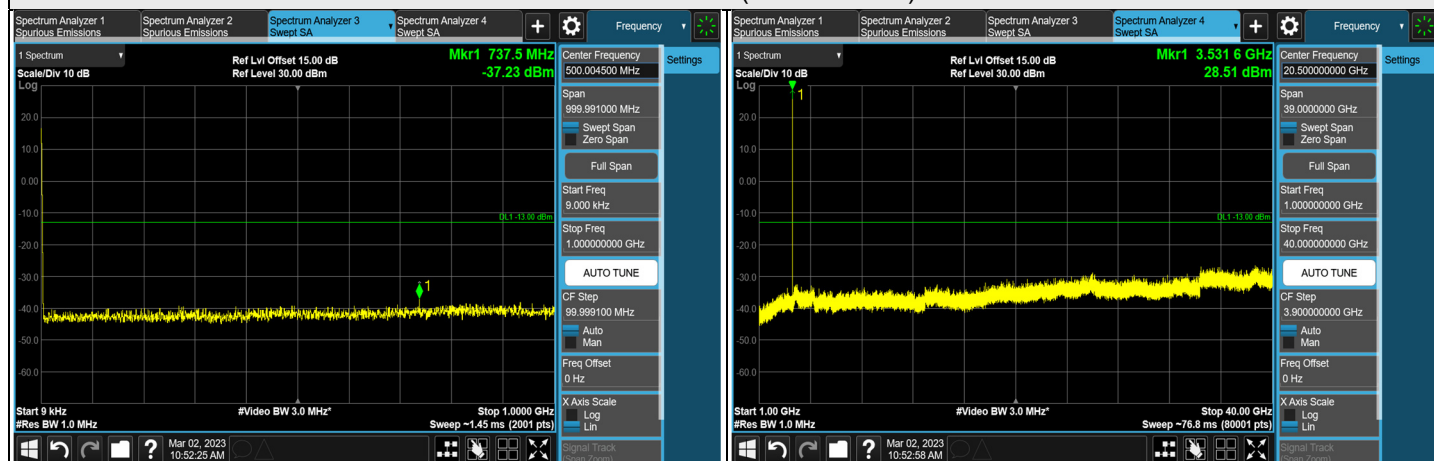 Spectrum Analyzer 1
Spurious Emissions
Spectrum Analyzer 2
Spurious Emissions
Spectrum Analyzer 3
Swept SA
Spectrum Analyzer 4
Swept SA
+
Frequency
1 Spectrum
Scale/Div 10 dB
Log
Ref Lvl Offset 15.00 dB
Ref Level 30.00 dBm
Mkr1 737.5 MHz
-37.23 dBm
20.0
10.0
0.00
-10.0
-20.0
-30.0
-40.0
-50.0
-60.0
DL1 -13.00 dBm
1
Start 9 kHz
#Res BW 1.0 MHz
#Video BW 3.0 MHz*
Stop 1.0000 GHz
Sweep ~1.45 ms (2001 pts)
Center Frequency
500.004500 MHz
Span
999.991000 MHz
Swept Span
Zero Span
Full Span
Start Freq
9.000 kHz
Stop Freq
1.000000000 GHz
AUTO TUNE
CF Step
99.999100 MHz
Auto
Man
Freq Offset
0 Hz
X Axis Scale
Log
Lin
Signal Track
(Span Zoom)
Settings
?
Mar 02, 2023
10:52:25 AM
Spectrum Analyzer 1
Spurious Emissions
Spectrum Analyzer 2
Spurious Emissions
Spectrum Analyzer 3
Swept SA
Spectrum Analyzer 4
Swept SA
+
Frequency
1 Spectrum
Scale/Div 10 dB
Log
Ref Lvl Offset 15.00 dB
Ref Level 30.00 dBm
Mkr1 3.531 6 GHz
28.51 dBm
1
20.0
10.0
0.00
-10.0
-20.0
-30.0
-40.0
-50.0
-60.0
DL1 -13.00 dBm
Start 1.00 GHz
#Res BW 1.0 MHz
#Video BW 3.0 MHz*
Stop 40.00 GHz
Sweep ~76.8 ms (80001 pts)
Center Frequency
20.500000000 GHz
Span
39.0000000 GHz
Swept Span
Zero Span
Full Span
Start Freq
1.000000000 GHz
Stop Freq
40.000000000 GHz
AUTO TUNE
CF Step
3.900000000 GHz
Auto
Man
Freq Offset
0 Hz
X Axis Scale
Log
Lin
Signal Track
(Span Zoom)
Settings
?
Mar 02, 2023
10:52:58 AM